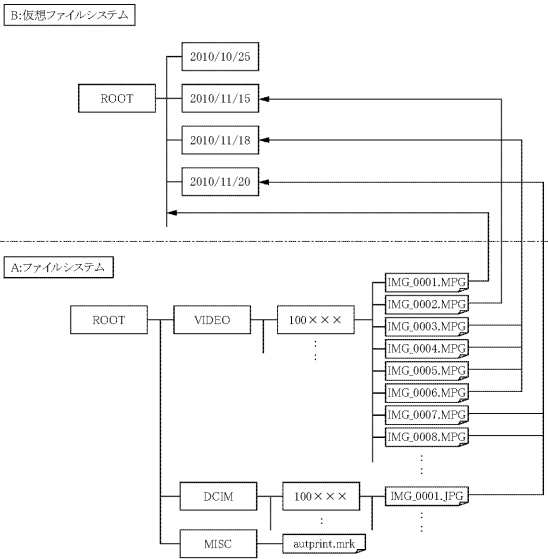 B:仮想ファイルシステム
2010/10/25
ROOT
2010/11/15
2010/11/18
2010/11/20
A:ファイルシステム
IMG_0001.MPG
IMG_0002.MPG
ROOT
VIDEO
100×××
IMG_0003.MPG
IMG_0004.MPG
IMG_0005.MPG
IMG_0006.MPG
IMG_0007.MPG
IMG_0008.MPG
DCIM
100×××
IMG_0001.JPG
MISC
autprint.mrk